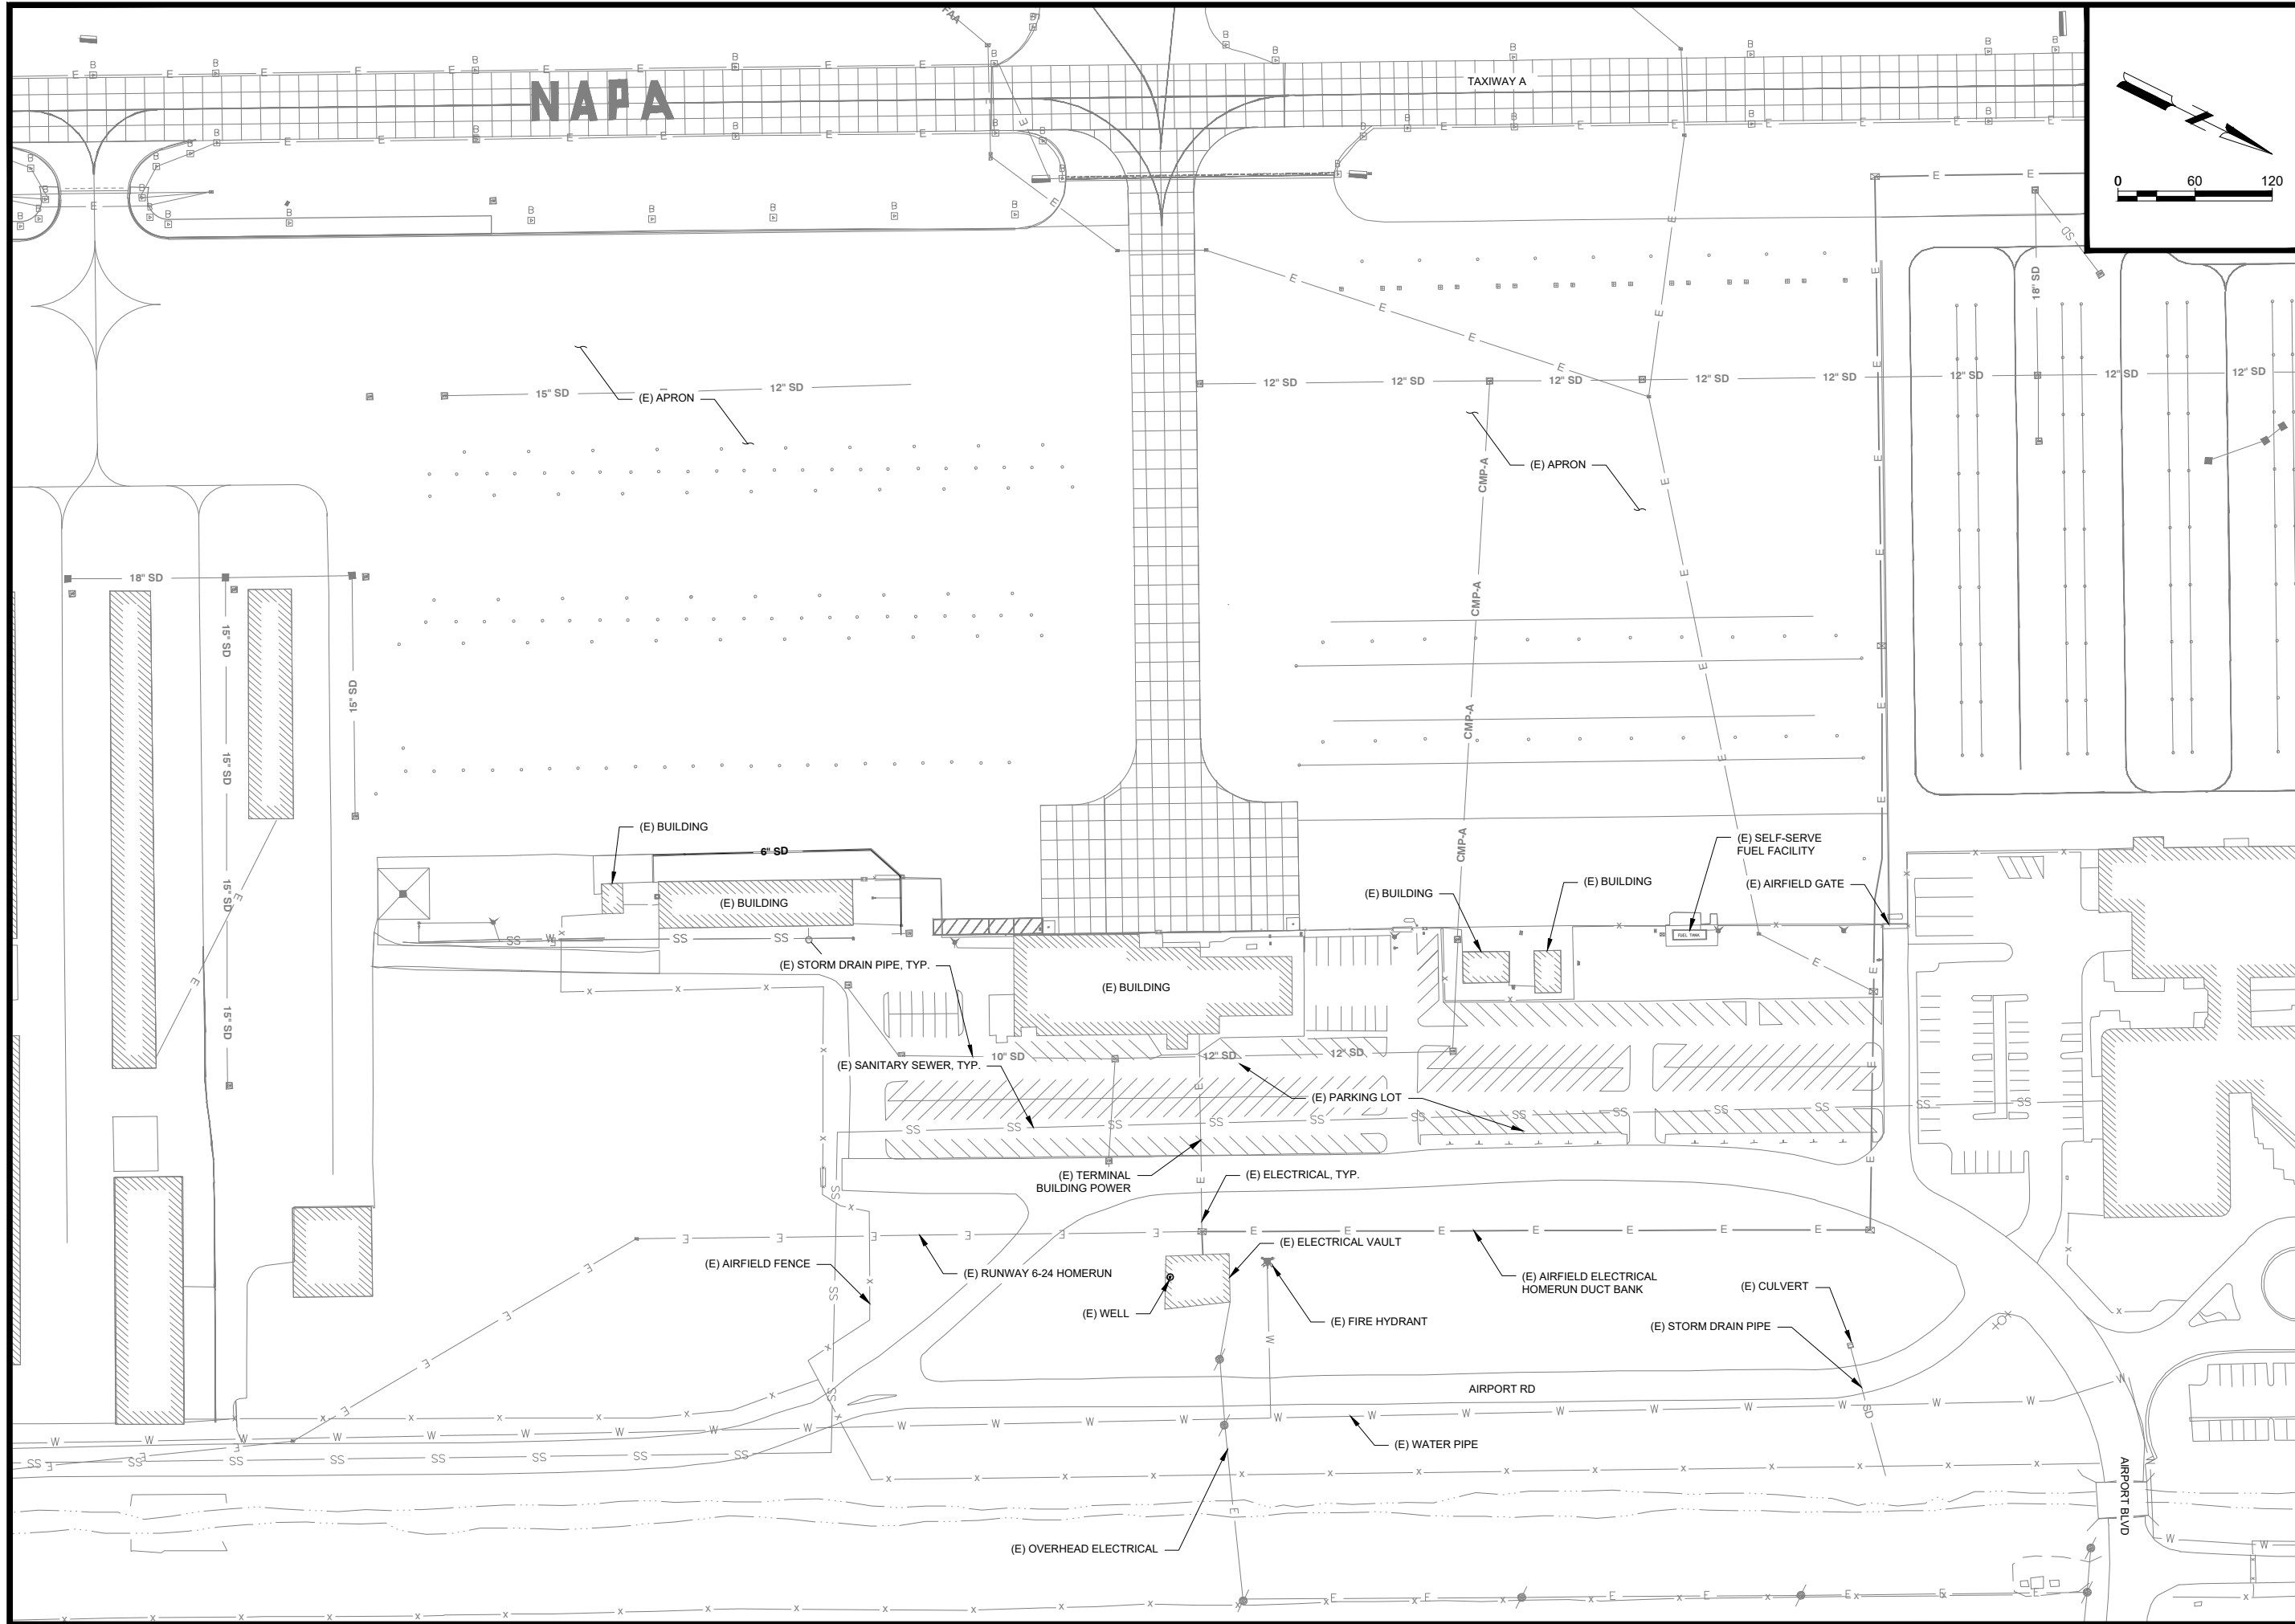 FAA
NAPA
TAXIWAY A
0 60 120
SD
18" SD
15" SD
(E) APRON
12" SD
12" SD
12" SD
12" SD
12" SD
12" SD
12" SD
12" SD
12" SD
CMP-A
(E) APRON
18" SD
CMP-A
15" SD
15" SD
CMP-A
15" SD
(E) BUILDING
6" SD
CMP-A
(E) SELF-SERVE
FUEL FACILITY
15" SD
(E) BUILDING
(E) BUILDING
(E) BUILDING
(E) AIRFIELD GATE
FUEL TANK
(E) STORM DRAIN PIPE, TYP.
(E) BUILDING
15" SD
10" SD
12" SD
12" SD
(E) SANITARY SEWER, TYP.
(E) PARKING LOT
(E) TERMINAL
BUILDING POWER
(E) ELECTRICAL, TYP.
(E) ELECTRICAL VAULT
(E) AIRFIELD FENCE
(E) RUNWAY 6-24 HOMERUN
(E) AIRFIELD ELECTRICAL
HOMERUN DUCT BANK
(E) CULVERT
(E) WELL
(E) FIRE HYDRANT
(E) STORM DRAIN PIPE
AIRPORT RD
SD
(E) WATER PIPE
AIRPORT BLVD
(E) OVERHEAD ELECTRICAL